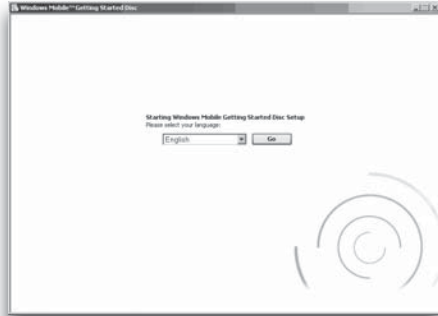 Windows Mobile™ Getting Started Disc
Starting Windows Mobile Getting Started Disc Setup
Please select your language:
English
Go